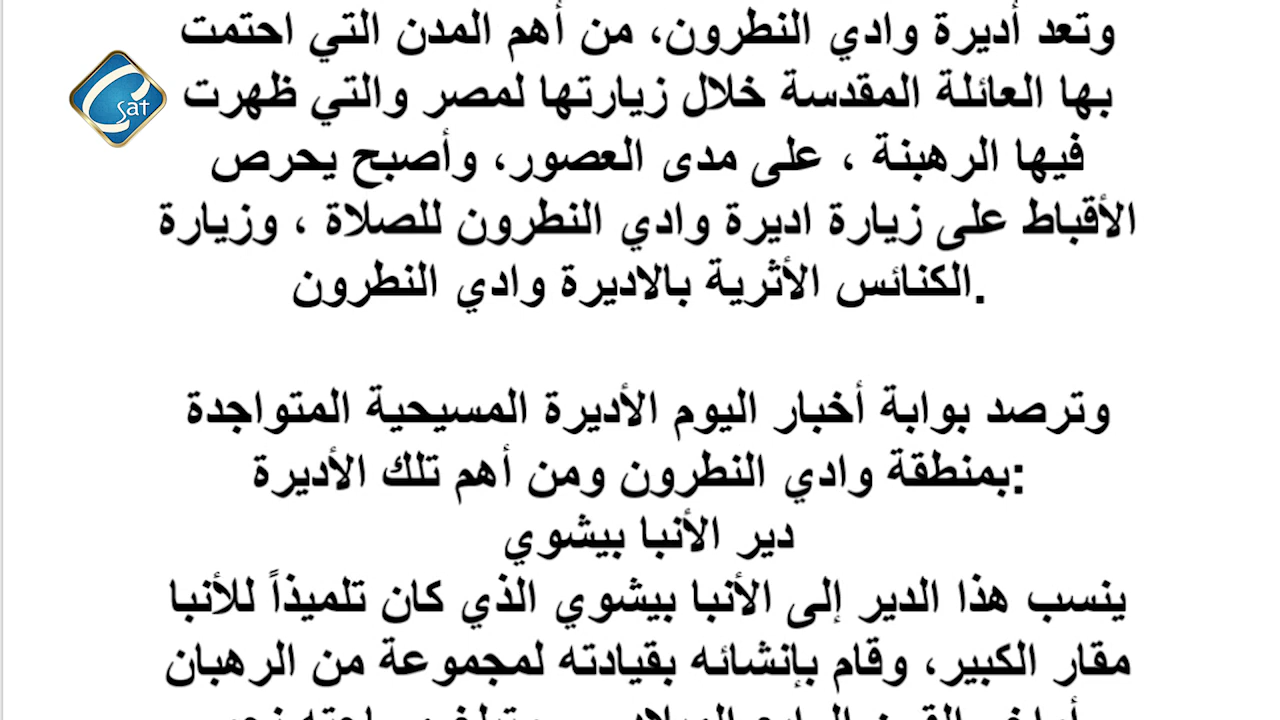 وتعد أديرة وادي النطرون، من أهم المدن التي احتمت
بها العائلة المقدسة خلال زيارتها لمصر والتي ظهرت
فيها الرهبنة ، على مدى العصور، وأصبح يحرص
الأقباط على زيارة اديرة وادي النطرون للصلاة ، وزيارة
الكنائس الأثرية بالاديرة وادي النطرون.
وترصد بوابة أخبار اليوم الأديرة المسيحية المتواجدة
بمنطقة وادي النطرون ومن أهم تلك الأديرة:
دير الأنبا بيشوي
ينسب هذا الدير إلى الأنبا بيشوي الذي كان تلميذاً للأنبا
مقار الكبير، وقام بإنشائه بقيادته لمجموعة من الرهبان
C sat